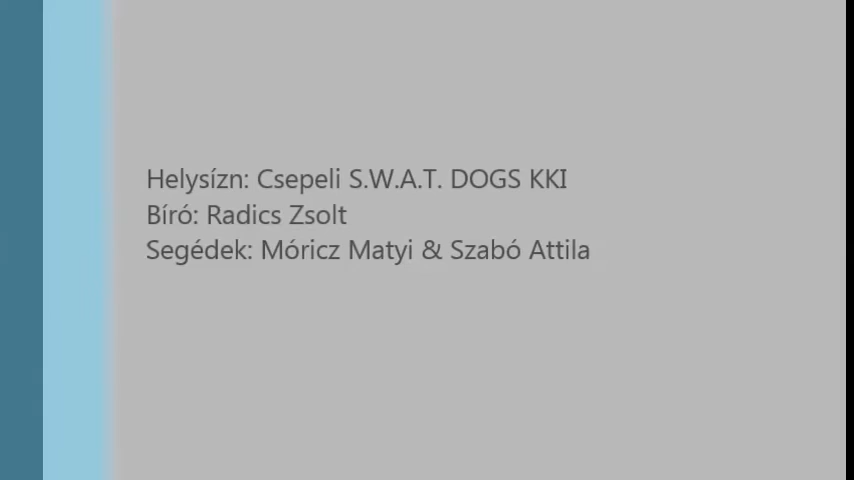 Helysízn: Csepeli S.W.A.T. DOGS KKI
Bíró: Radics Zsolt
Segédek: Móricz Matyi & Szabó Attila